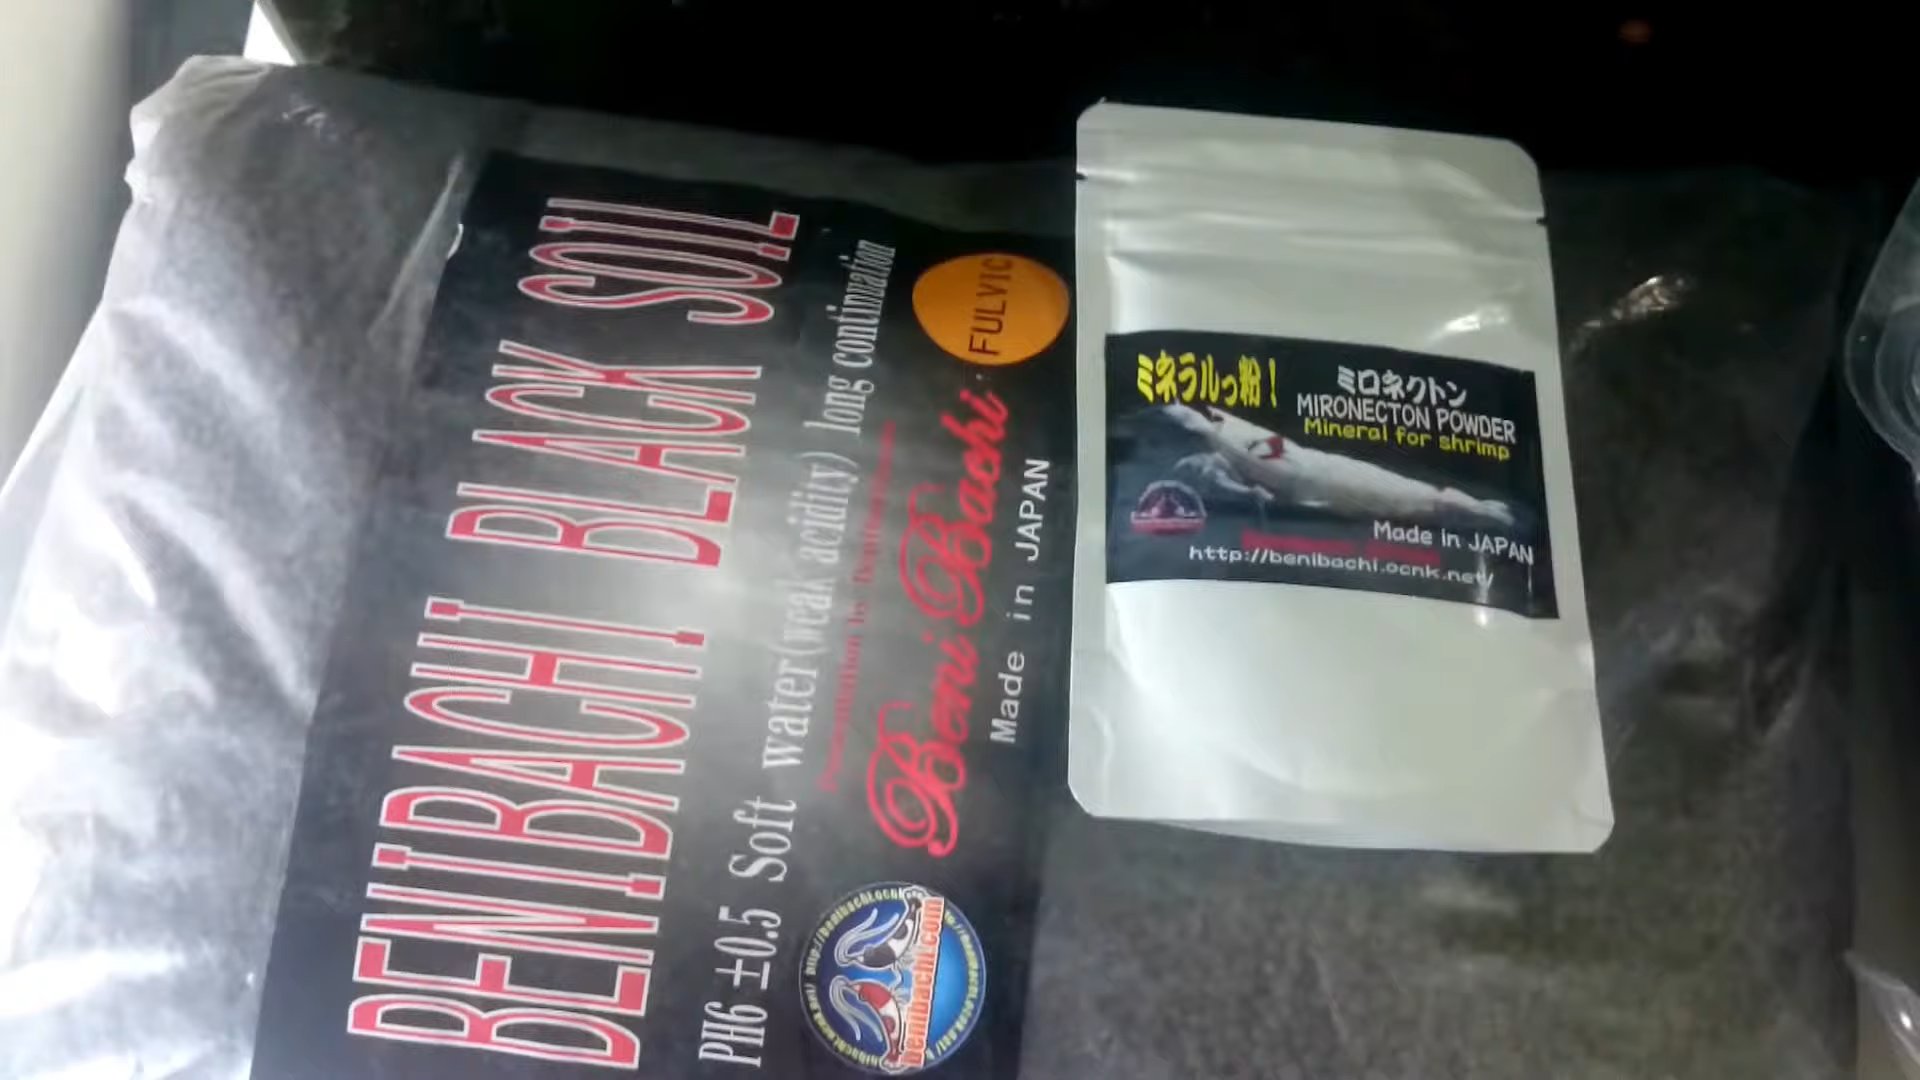 BENIBACHI BLACK SOIL
PH6 ±0.5 Soft water(weak acidity) long continuation
Beni Bachi
FULVIC
Made in JAPAN
benibachi.com
ミネラルっ粉!
ミロネクトン
MIRONECTON POWDER
Mineral for shrimp
Made in JAPAN
http://benibachi.ocnk.net/